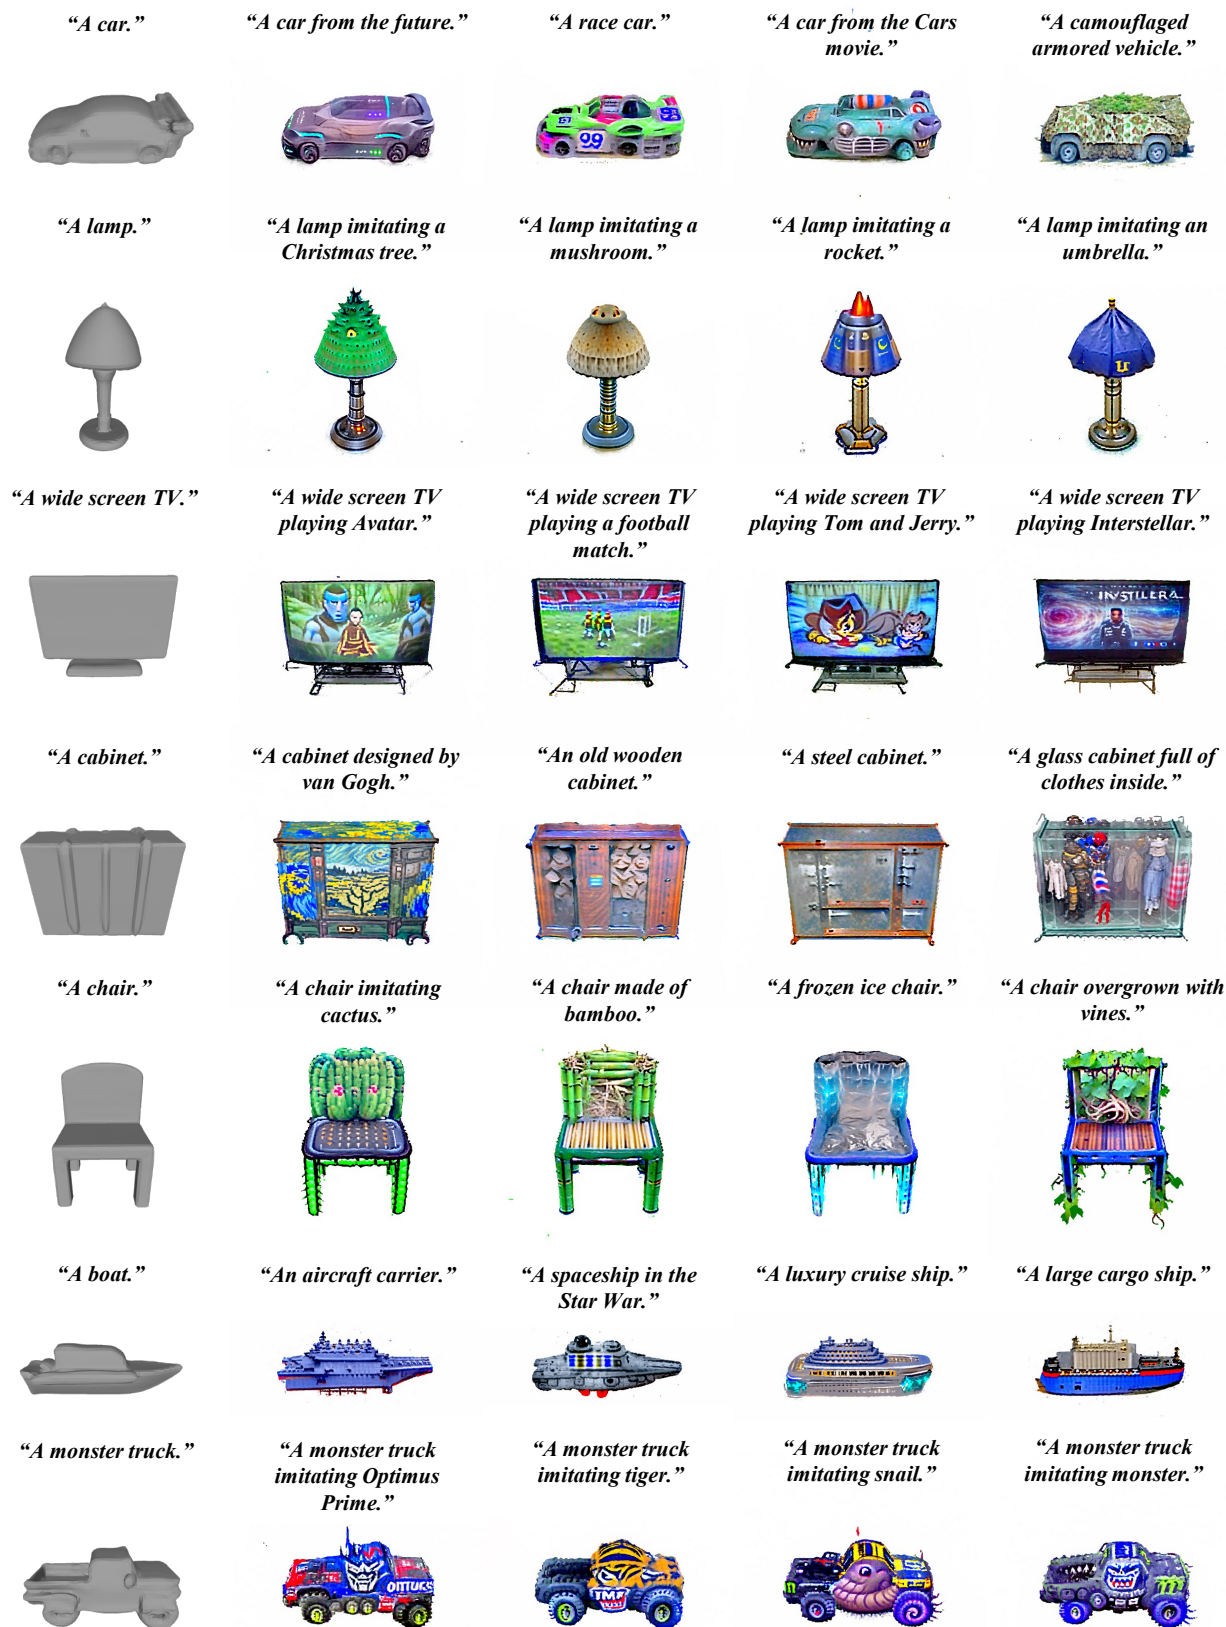 “A car.”
“A car from the future.”
“A race car.”
“A car from the Cars
movie.”
“A camouflaged
armored vehicle.”
99
“A lamp.”
“A lamp imitating a
Christmas tree.”
“A lamp imitating a
mushroom.”
“A lamp imitating a
rocket.”
“A lamp imitating an
umbrella.”
u
“A wide screen TV.”
“A wide screen TV
playing Avatar.”
“A wide screen TV
playing a football
match.”
“A wide screen TV
playing Tom and Jerry.”
“A wide screen TV
playing Interstellar.”
INSTILERA
“A cabinet.”
“A cabinet designed by
van Gogh.”
“An old wooden
cabinet.”
“A steel cabinet.”
“A glass cabinet full of
clothes inside.”
“A chair.”
“A chair imitating
cactus.”
“A chair made of
bamboo.”
“A frozen ice chair.”
“A chair overgrown with
vines.”
“A boat.”
“An aircraft carrier.”
“A spaceship in the
Star War.”
“A luxury cruise ship.”
“A large cargo ship.”
“A monster truck.”
“A monster truck
imitating Optimus
Prime.”
“A monster truck
imitating tiger.”
“A monster truck
imitating snail.”
“A monster truck
imitating monster.”